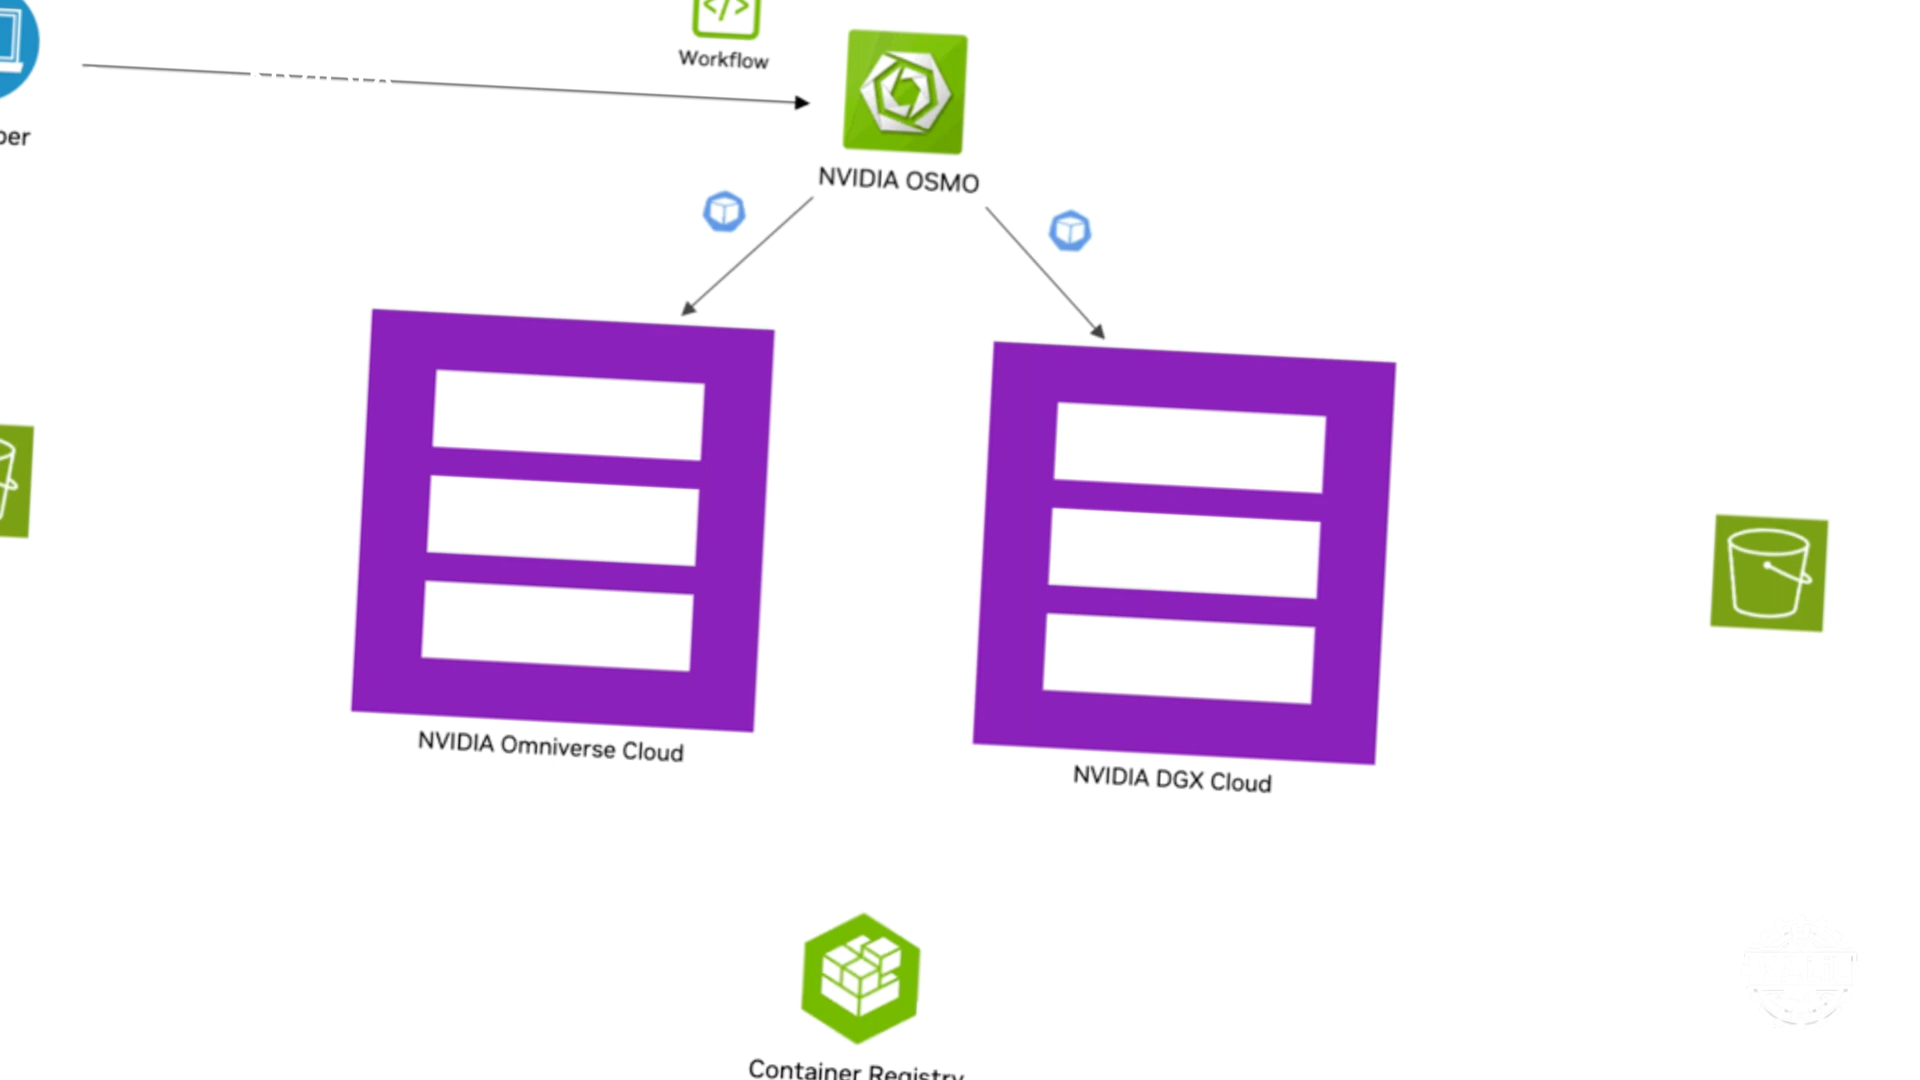 Workflow
per
NVIDIA OSMO
NVIDIA Omniverse Cloud
NVIDIA DGX Cloud
Container Registry